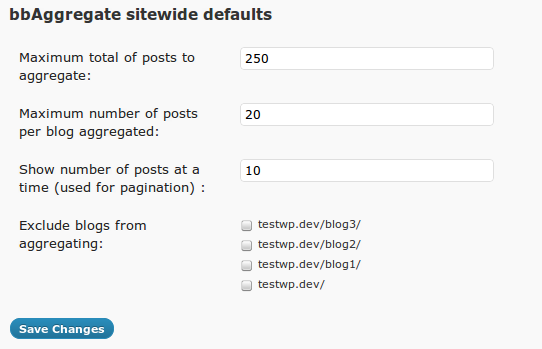 bbAggregate sitewide defaults
Maximum total of posts to
aggregate:
250
Maximum number of posts
per blog aggregated:
20
Show number of posts at a
time (used for pagination) :
10
Exclude blogs from
aggregating:
testwp.dev/blog3/
testwp.dev/blog2/
testwp.dev/blog1/
testwp.dev/
Save Changes